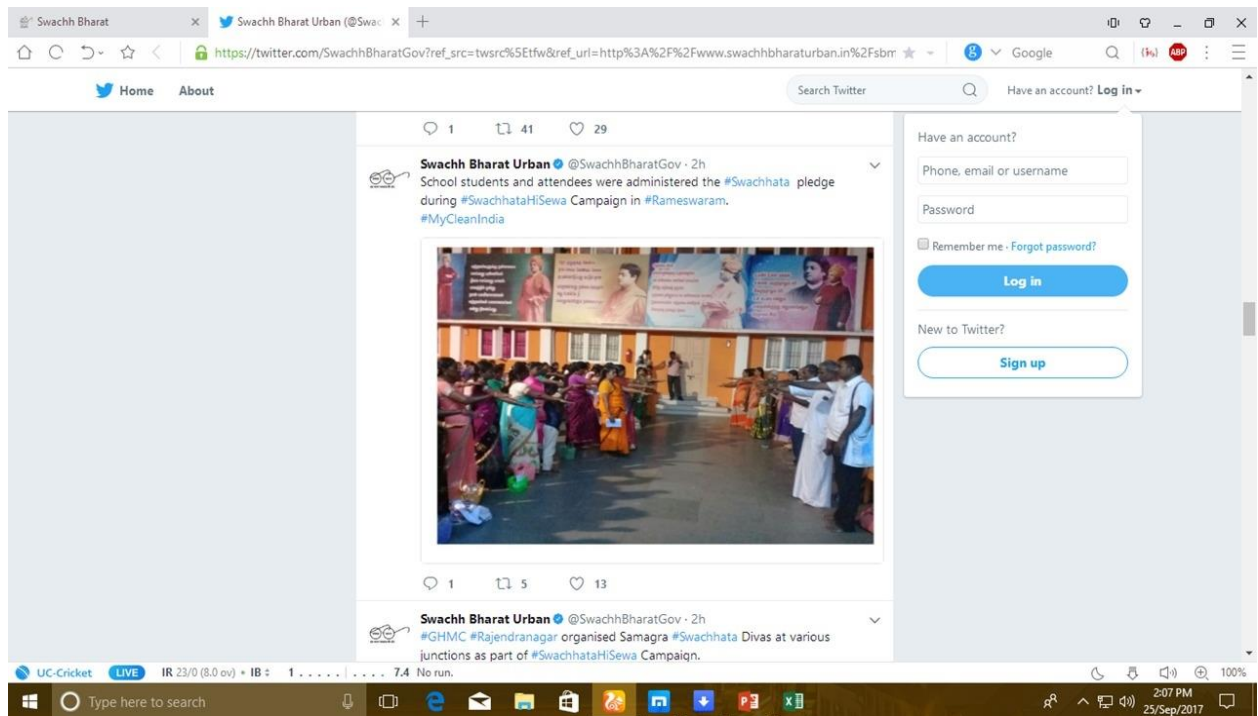 Swachh Bharat
Swachh Bharat Urban (@Swac
https://twitter.com/SwachhBharatGov?ref_src=twsrc%5Etfw&ref_url=http%3A%2F%2Fwww.swachhbharaturban.in%2Fsbm
Google
ABP
Home About
Search Twitter
Have an account? Log in
1 41 29
Swachh Bharat Urban @SwachhBharatGov · 2h
School students and attendees were administered the #Swachhata pledge
during #SwachhataHiSewa Campaign in #Rameswaram.
#MyCleanIndia
1 5 13
Swachh Bharat Urban @SwachhBharatGov · 2h
#GHMC #Rajendranagar organised Samagra #Swachhata Divas at various
junctions as part of #SwachhataHiSewa Campaign.
Have an account?
Phone, email or username
Password
Remember me · Forgot password?
Log in
New to Twitter?
Sign up
UC-Cricket LIVE IR 23/0 (8.0 ov) • IB : 1 . . . . . | . . . . 7.4 No run.
100%
Type here to search
2:07 PM
25/Sep/2017